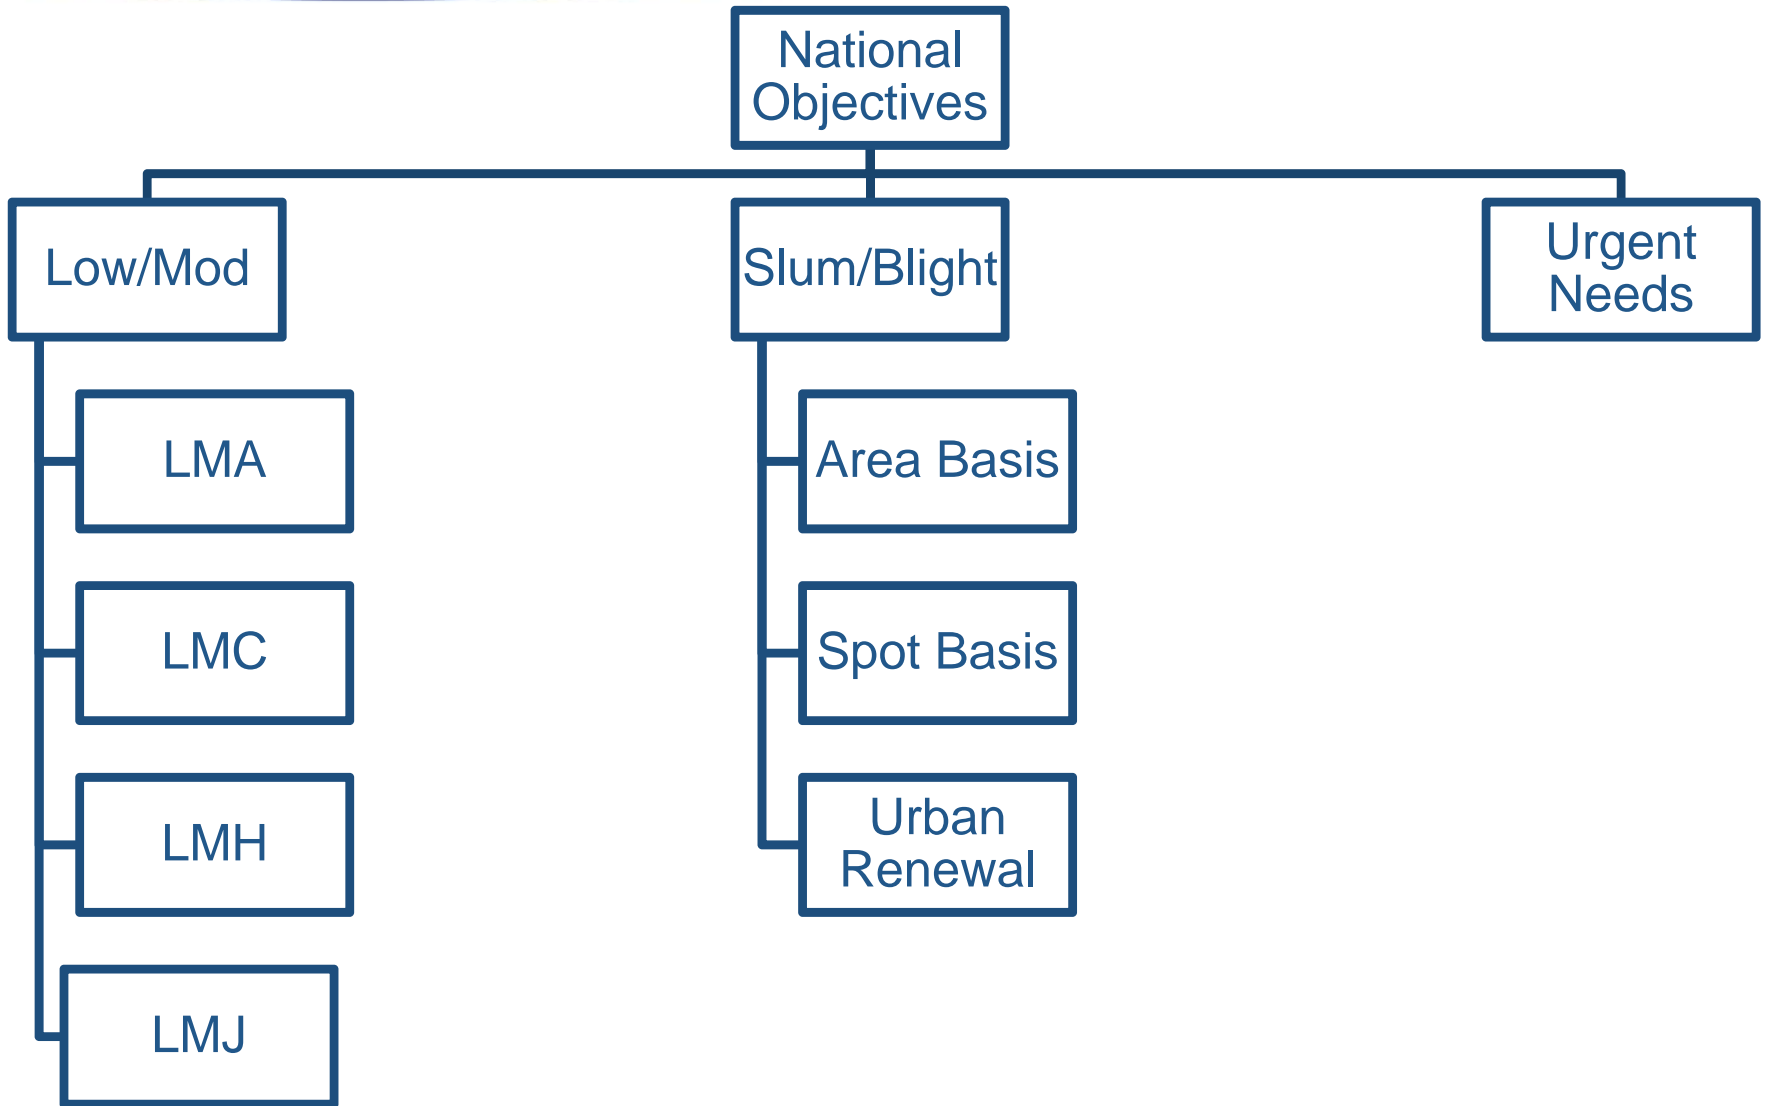 National
Objectives
Low/Mod
Slum/Blight
Urgent
Needs
LMA
LMC
LMH
LMJ
Area Basis
Spot Basis
Urban
Renewal